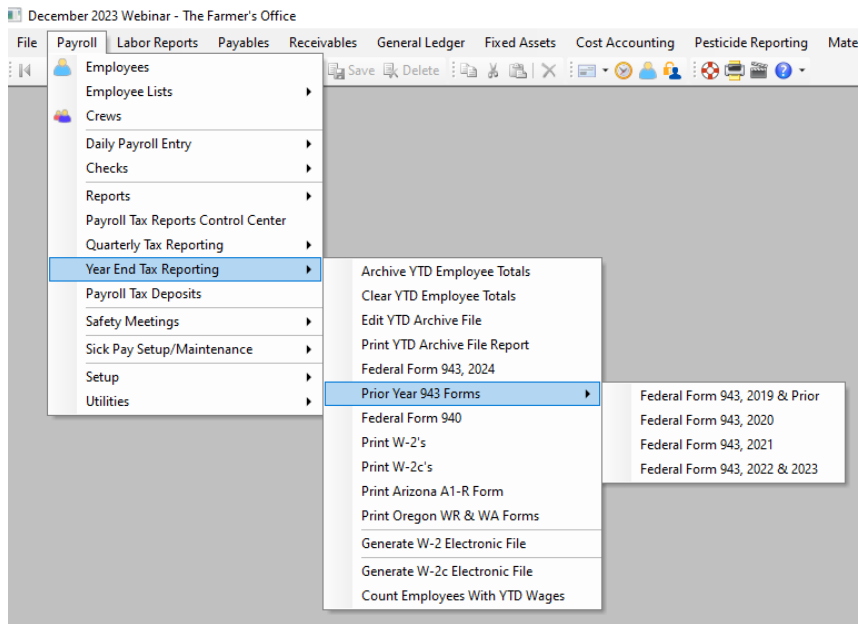 December 2023 Webinar - The Farmer's Office
File Payroll Labor Reports Payables Receivables General Ledger Fixed Assets Cost Accounting Pesticide Reporting Mate
Save Delete
Employees
Employee Lists
Crews
Daily Payroll Entry
Checks
Reports
Payroll Tax Reports Control Center
Quarterly Tax Reporting
Year End Tax Reporting
Payroll Tax Deposits
Safety Meetings
Sick Pay Setup/Maintenance
Setup
Utilities
Archive YTD Employee Totals
Clear YTD Employee Totals
Edit YTD Archive File
Print YTD Archive File Report
Federal Form 943, 2024
Prior Year 943 Forms
Federal Form 940
Print W-2's
Print W-2c's
Print Arizona A1-R Form
Print Oregon WR & WA Forms
Generate W-2 Electronic File
Generate W-2c Electronic File
Count Employees With YTD Wages
Federal Form 943, 2019 & Prior
Federal Form 943, 2020
Federal Form 943, 2021
Federal Form 943, 2022 & 2023